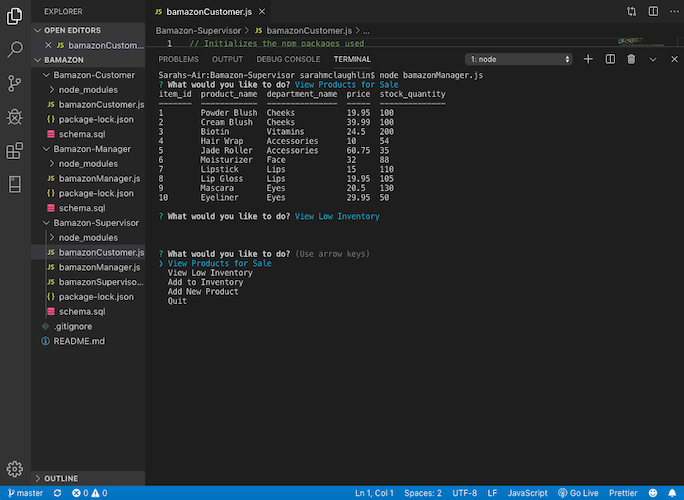 EXPLORER
OPEN EDITORS
JS bamazonCustom...
BAMAZON
Bamazon-Customer
node_modules
JS bamazonCustomer.js
{} package-lock.json
schema.sql
Bamazon-Manager
node_modules
JS bamazonManager.js
{} package-lock.json
schema.sql
Bamazon-Supervisor
node_modules
JS bamazonCustomer.js
JS bamazonManager.js
JS bamazonSuperviso...
{} package-lock.json
schema.sql
.gitignore
README.md
OUTLINE
JS bamazonCustomer.js ×
Bamazon-Supervisor > JS bamazonCustomer.js > ...
1 // Initializes the npm packages used
PROBLEMS OUTPUT DEBUG CONSOLE TERMINAL 1: node
Sarahs-Air:Bamazon-Supervisor sarahmclaughlin$ node bamazonManager.js
? What would you like to do? View Products for Sale
item_id product_name department_name price stock_quantity
------- ------------ --------------- ----- --------------
1 Powder Blush Cheeks 19.95 100
2 Cream Blush Cheeks 39.99 100
3 Biotin Vitamins 24.5 200
4 Hair Wrap Accessories 10 54
5 Jade Roller Accessories 60.75 35
6 Moisturizer Face 32 88
7 Lipstick Lips 15 110
8 Lip Gloss Lips 19.95 105
9 Mascara Eyes 20.5 130
10 Eyeliner Eyes 29.95 50
? What would you like to do? View Low Inventory
? What would you like to do? (Use arrow keys)
❯ View Products for Sale
View Low Inventory
Add to Inventory
Add New Product
Quit
master 0 0 Ln 1, Col 1 Spaces: 2 UTF-8 LF JavaScript Go Live Prettier